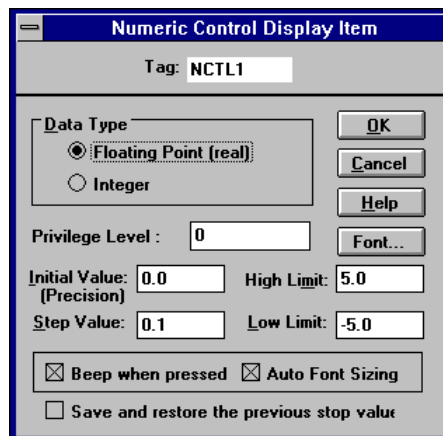 Numeric Control Display Item
Tag: NCTL1
Data Type
Floating Point (real)
Integer
OK
Cancel
Help
Font...
Privilege Level : 0
Initial Value: 0.0
(Precision)
High Limit: 5.0
Step Value: 0.1
Low Limit: -5.0
Beep when pressed
Auto Font Sizing
Save and restore the previous stop value